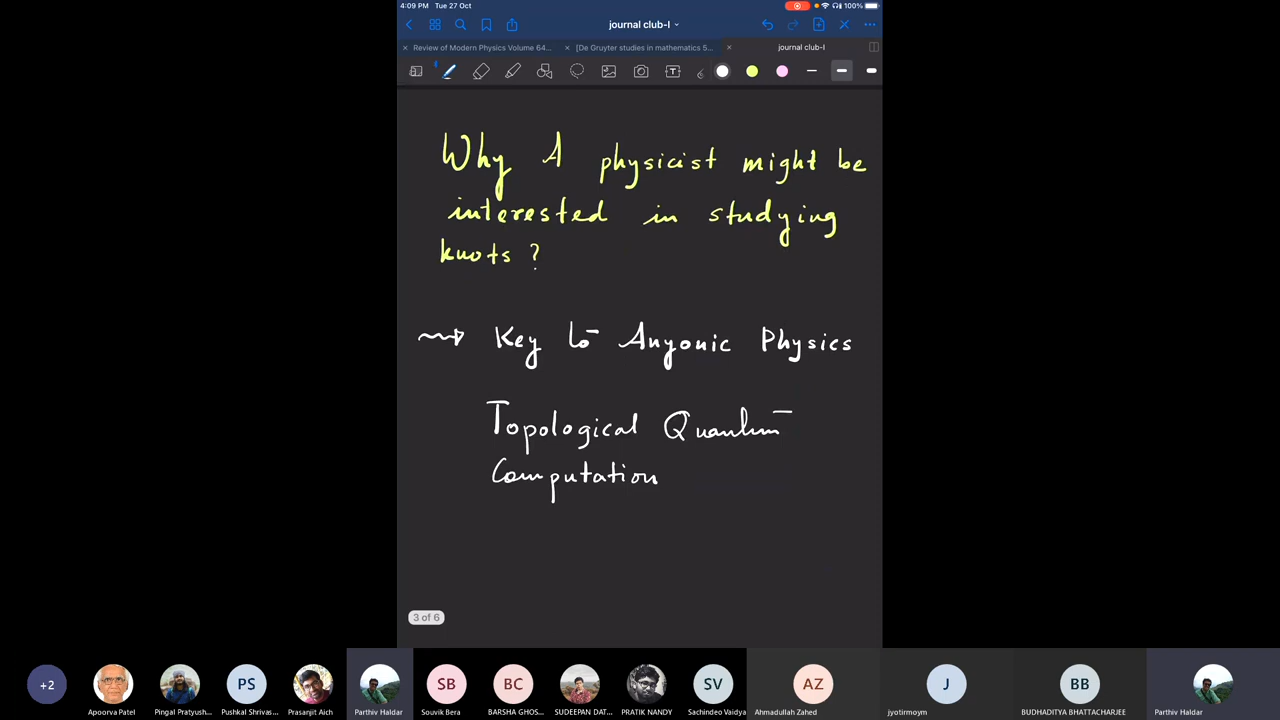 4:09 PM Tue 27 Oct
100%
journal club-I
Review of Modern Physics Volume 64...
[De Gruyter studies in mathematics 5...
journal club-I
Why A physicist might be
interested in studying
knots ?
Key to Anyonic Physics
Topological Quantum
Computation
3 of 6
+2
PS
SB
BC
SV
AZ
J
BB
Apoorva Patel
Pingal Pratyush...
Pushkal Shrivas...
Prasanjit Aich
Parthiv Haldar
Souvik Bera
BARSHA GHOS...
SUDEEPAN DAT...
PRATIK NANDY
Sachindeo Vaidya
Ahmadullah Zahed
jyotirmoym
BUDHADITYA BHATTACHARJEE
Parthiv Haldar